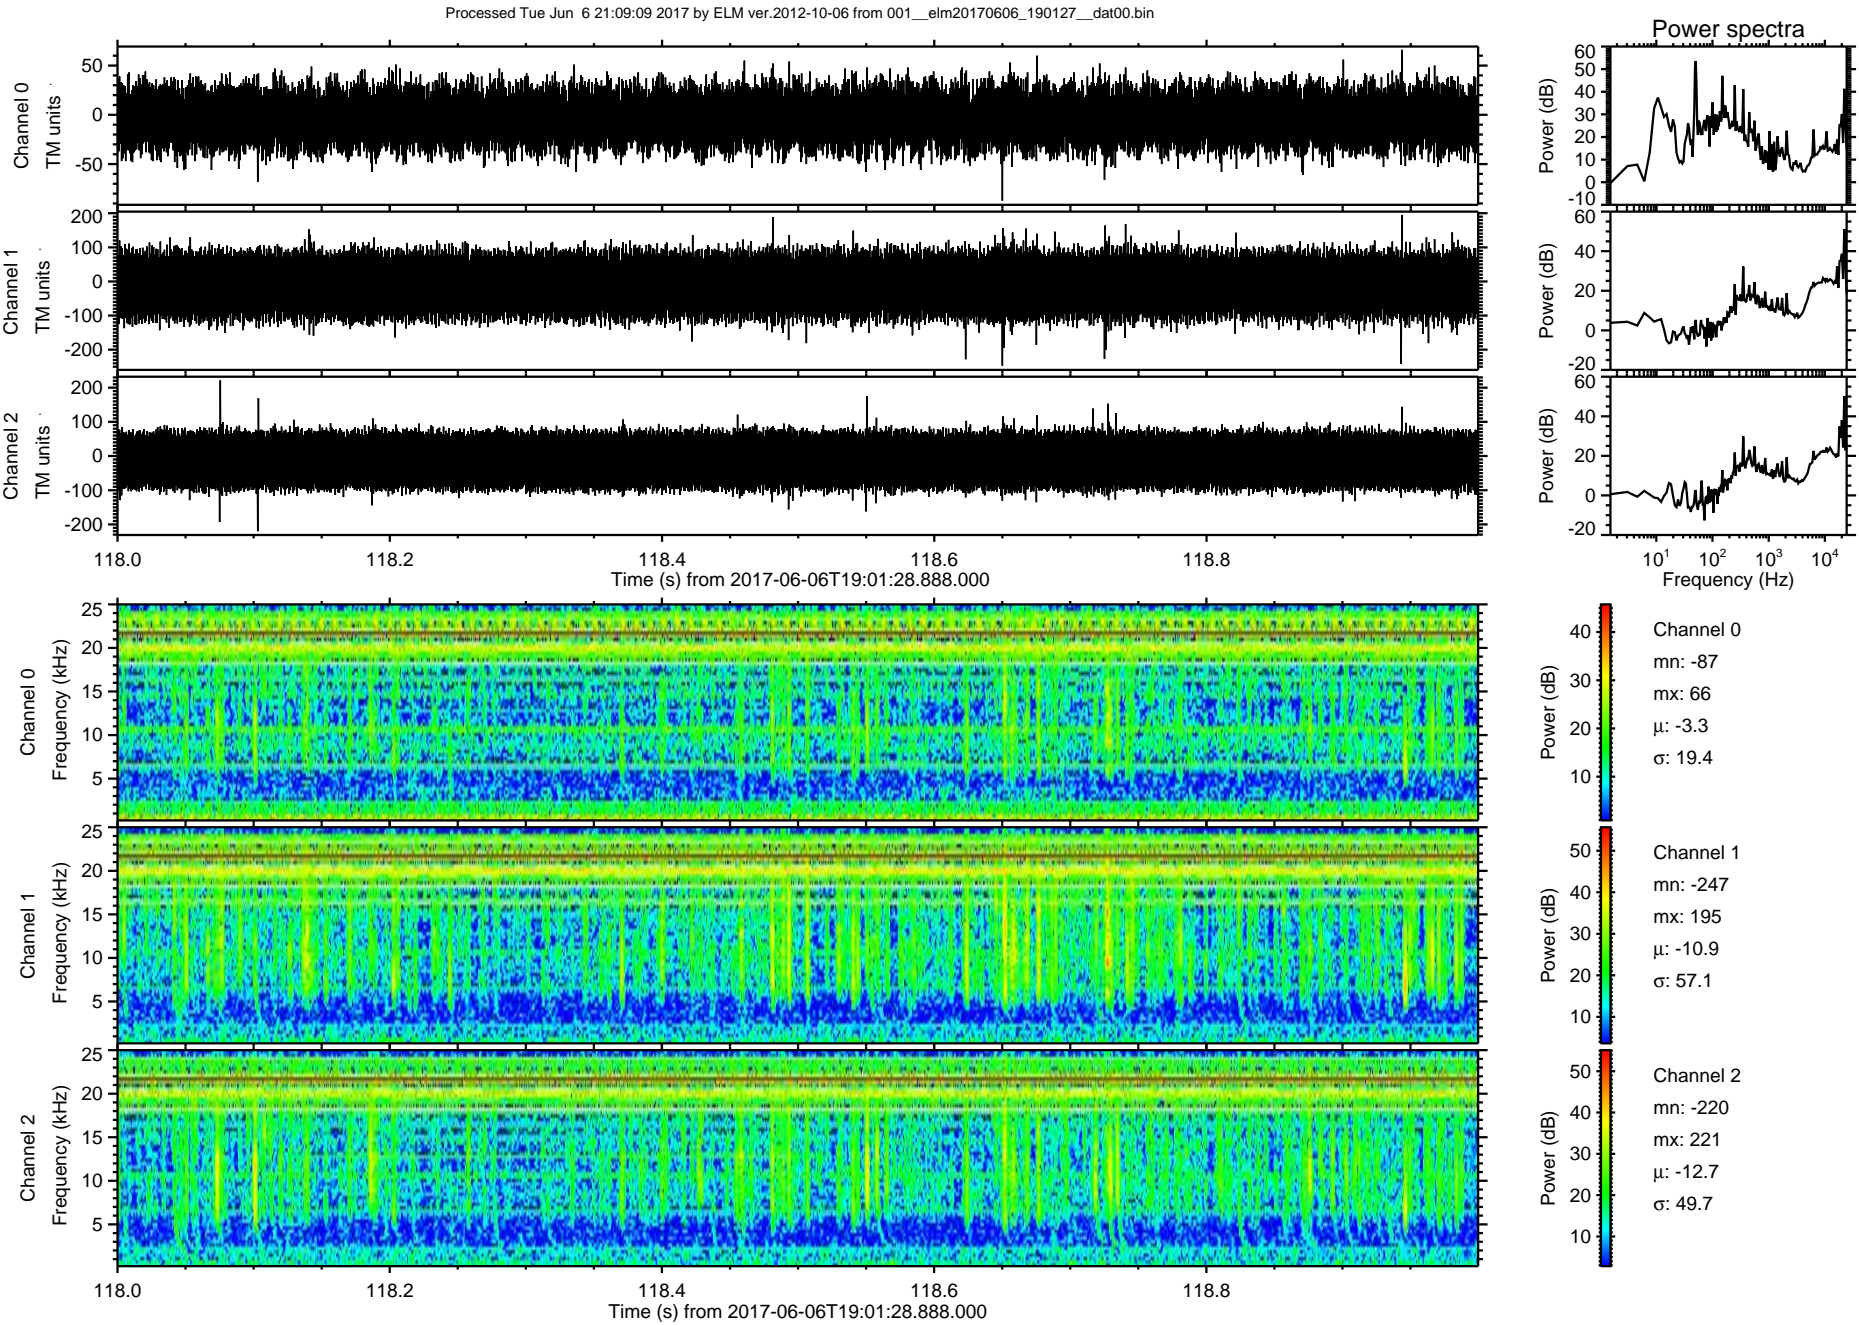 Processed Tue Jun  6 21:09:09 2017 by ELM ver.2012-10-06 from 001__elm20170606_190127__dat00.bin
Power spectra
Channel 0
TM units
50
0
-50
Power (dB)
60
50
40
30
20
10
0
-10
Channel 1
TM units
200
100
0
-100
-200
Power (dB)
60
40
20
0
-20
Channel 2
TM units
200
100
0
-100
-200
Power (dB)
60
40
20
0
-20
118.0 118.2 118.4 118.6 118.8
Time (s) from 2017-06-06T19:01:28.888.000
10^1 10^2 10^3 10^4
Frequency (Hz)
Channel 0
Frequency (kHz)
25
20
15
10
5
Power (dB)
40
30
20
10
Channel 0
mn: -87
mx: 66
μ: -3.3
σ: 19.4
Channel 1
Frequency (kHz)
25
20
15
10
5
Power (dB)
50
40
30
20
10
Channel 1
mn: -247
mx: 195
μ: -10.9
σ: 57.1
Channel 2
Frequency (kHz)
25
20
15
10
5
Power (dB)
50
40
30
20
10
Channel 2
mn: -220
mx: 221
μ: -12.7
σ: 49.7
118.0 118.2 118.4 118.6 118.8
Time (s) from 2017-06-06T19:01:28.888.000